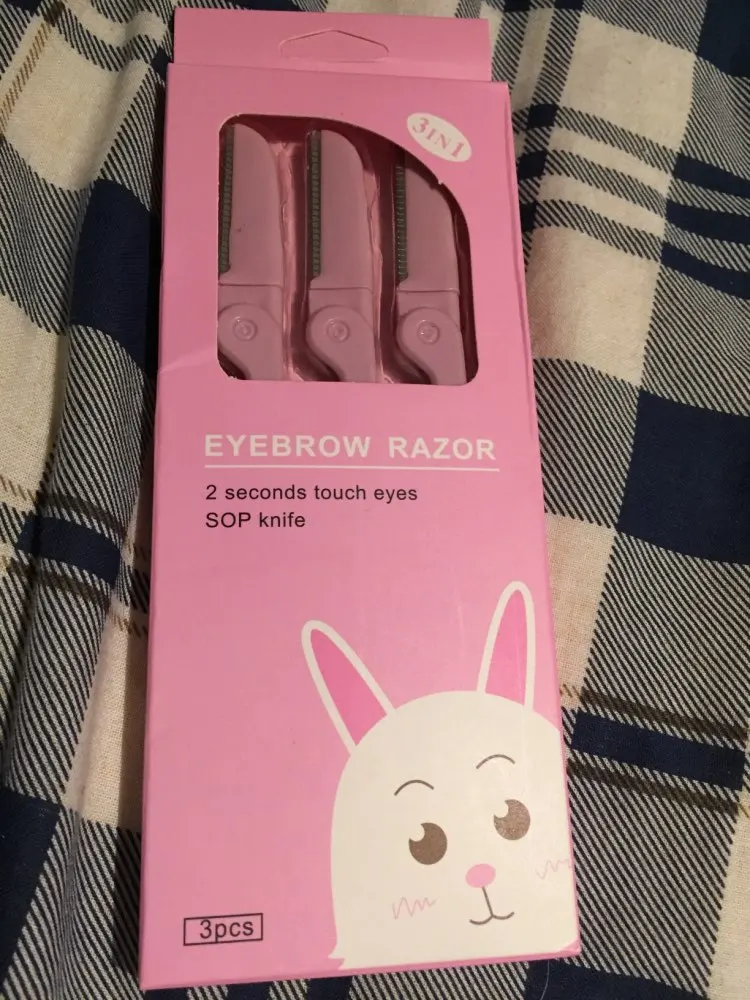 3IN1
EYEBROW RAZOR
2 seconds touch eyes
SOP knife
3pcs